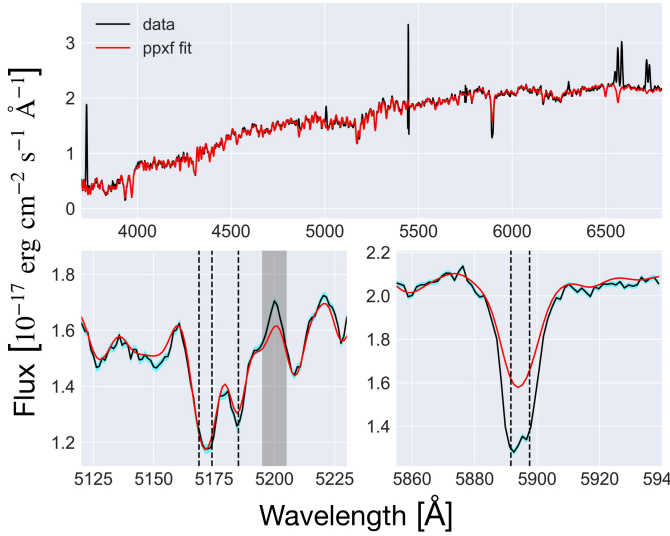 data
ppxf fit
3
2
1
0
4000 4500 5000 5500 6000 6500
Flux [10⁻¹⁷ erg cm⁻² s⁻¹ Å⁻¹]
1.8
1.6
1.4
1.2
5125 5150 5175 5200 5225
2.2
2.0
1.8
1.6
1.4
5860 5880 5900 5920 594
Wavelength [Å]